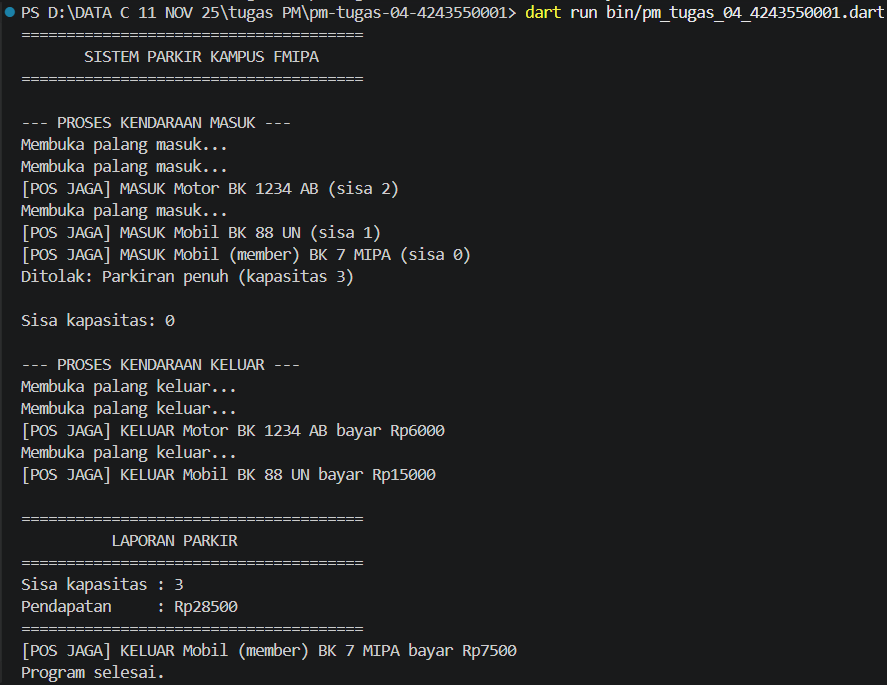 PS D:\DATA C 11 NOV 25\tugas PM\pm-tugas-04-4243550001> dart run bin/pm_tugas_04_4243550001.dart
======================================
SISTEM PARKIR KAMPUS FMIPA
======================================
--- PROSES KENDARAAN MASUK ---
Membuka palang masuk...
Membuka palang masuk...
[POS JAGA] MASUK Motor BK 1234 AB (sisa 2)
Membuka palang masuk...
[POS JAGA] MASUK Mobil BK 88 UN (sisa 1)
[POS JAGA] MASUK Mobil (member) BK 7 MIPA (sisa 0)
Ditolak: Parkiran penuh (kapasitas 3)
Sisa kapasitas: 0
--- PROSES KENDARAAN KELUAR ---
Membuka palang keluar...
Membuka palang keluar...
[POS JAGA] KELUAR Motor BK 1234 AB bayar Rp6000
Membuka palang keluar...
[POS JAGA] KELUAR Mobil BK 88 UN bayar Rp15000
======================================
LAPORAN PARKIR
======================================
Sisa kapasitas : 3
Pendapatan     : Rp28500
======================================
[POS JAGA] KELUAR Mobil (member) BK 7 MIPA bayar Rp7500
Program selesai.